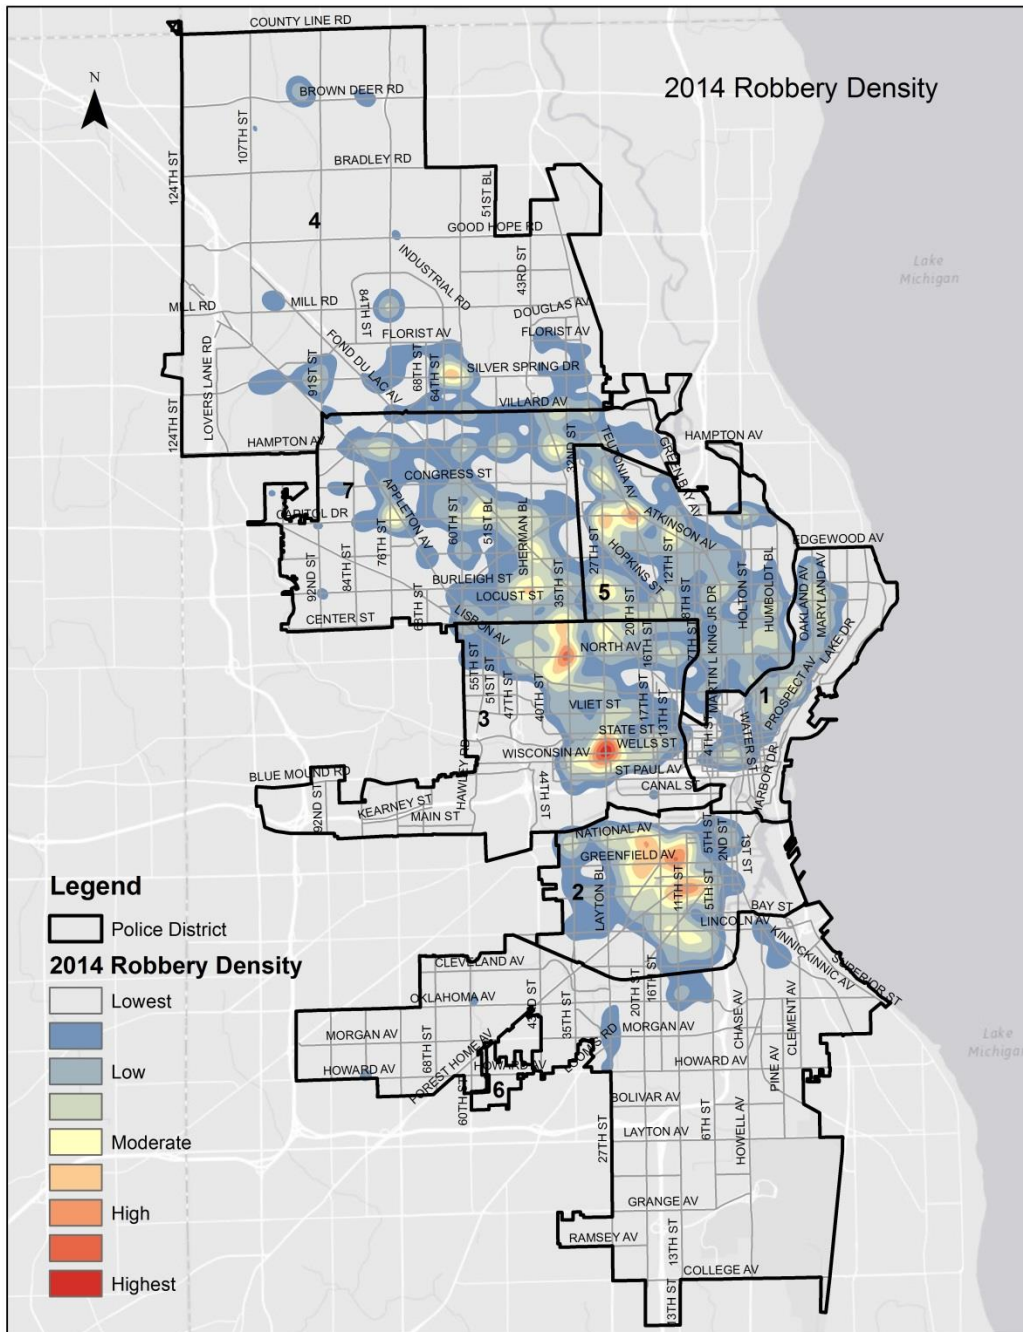 COUNTY LINE RD
2014 Robbery Density
N
BROWN DEER RD
107TH ST
BRADLEY RD
124TH ST
51ST BL
4
GOOD HOPE RD
Lake
Michigan
INDUSTRIAL RD
43RD ST
MILL RD
MILL RD
84TH ST
DOUGLAS AV
FLORIST AV
FLORIST AV
LOVERS LANE RD
FOND DU LAC AV
91ST ST
68TH ST
64TH ST
SILVER SPRING DR
VILLARD AV
124TH ST
HAMPTON AV
32ND ST
TEUTONIA AV
GREEN BAY AV
HAMPTON AV
7
CONGRESS ST
CAPITOL DR
APPLETON AV
60TH ST
51ST BL
SHERMAN BL
ATKINSON AV
76TH ST
27TH ST
HOPKINS ST
12TH ST
EDGEWOOD AV
92ND ST
84TH ST
BURLEIGH ST
LOCUST ST
35TH ST
5
20TH ST
8TH ST
HOLTON ST
HUMBOLDT BL
OAKLAND AV
MARYLAND AV
CENTER ST
68TH ST
LISBON AV
NORTH AV
16TH ST
7TH ST
MARTIN L KING JR DR
LAKE DR
55TH ST
51ST ST
47TH ST
40TH ST
3
VLIET ST
17TH ST
13TH ST
1
PROSPECT AV
STATE ST
WELLS ST
WISCONSIN AV
4TH ST
WATER ST
ST PAUL AV
BLUE MOUND RD
HAWLEY RD
44TH ST
CANAL ST
HARBOR DR
92ND ST
KEARNEY ST
MAIN ST
NATIONAL AV
5TH ST
2ND ST
1ST ST
GREENFIELD AV
2
LAYTON BL
11TH ST
5TH ST
BAY ST
LINCOLN AV
KINNICKINNIC AV
SUPERIOR ST
CLEVELAND AV
OKLAHOMA AV
43RD ST
35TH ST
20TH ST
16TH ST
CHASE AV
CLEMENT AV
Lake
Michigan
MORGAN AV
68TH ST
FOREST HOME AV
LOOMIS RD
MORGAN AV
HOWARD AV
HOWARD AV
HOWARD AV
PINE AV
60TH ST
6
BOLIVAR AV
27TH ST
LAYTON AV
6TH ST
HOWELL AV
GRANGE AV
RAMSEY AV
13TH ST
COLLEGE AV
13TH ST
Legend
Police District
2014 Robbery Density
Lowest
Low
Moderate
High
Highest